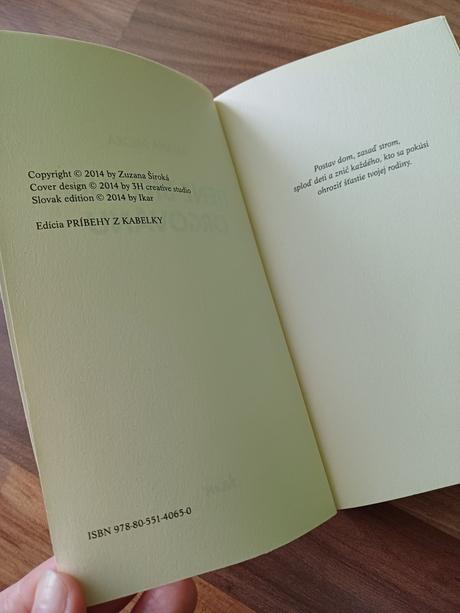 Copyright © 2014 by Zuzana Široká
Cover design © 2014 by 3H creative studio
Slovak edition © 2014 by Ikar
Edícia PRÍBEHY Z KABELKY
ISBN 978-80-551-4065-0
Postav dom, zasaď strom,
sploď deti a znič každého, kto sa pokúsi
ohroziť šťastie tvojej rodiny.